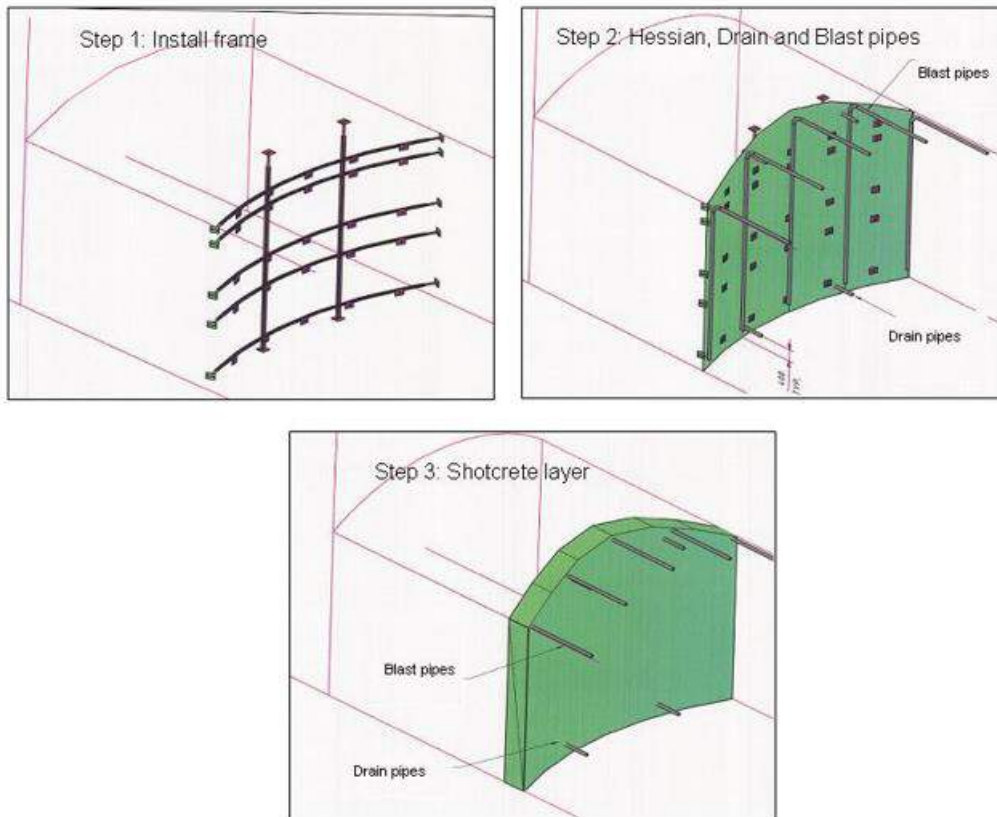 Step 1: Install frame
Step 2: Hessian, Drain and Blast pipes
Blast pipes
Drain pipes
TYP.
Step 3: Shotcrete layer
Blast pipes
Drain pipes